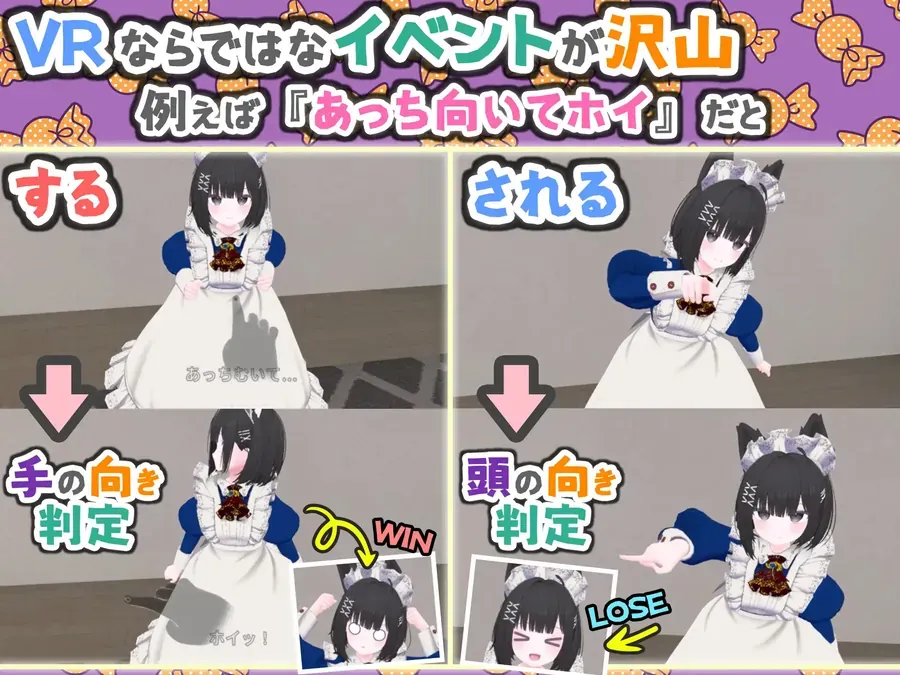 VRならではなイベントが沢山
例えば『あっち向いてホイ』だと
する
あっちむいて…
手の向き
判定
ホイッ！
WIN
される
頭の向き
判定
LOSE